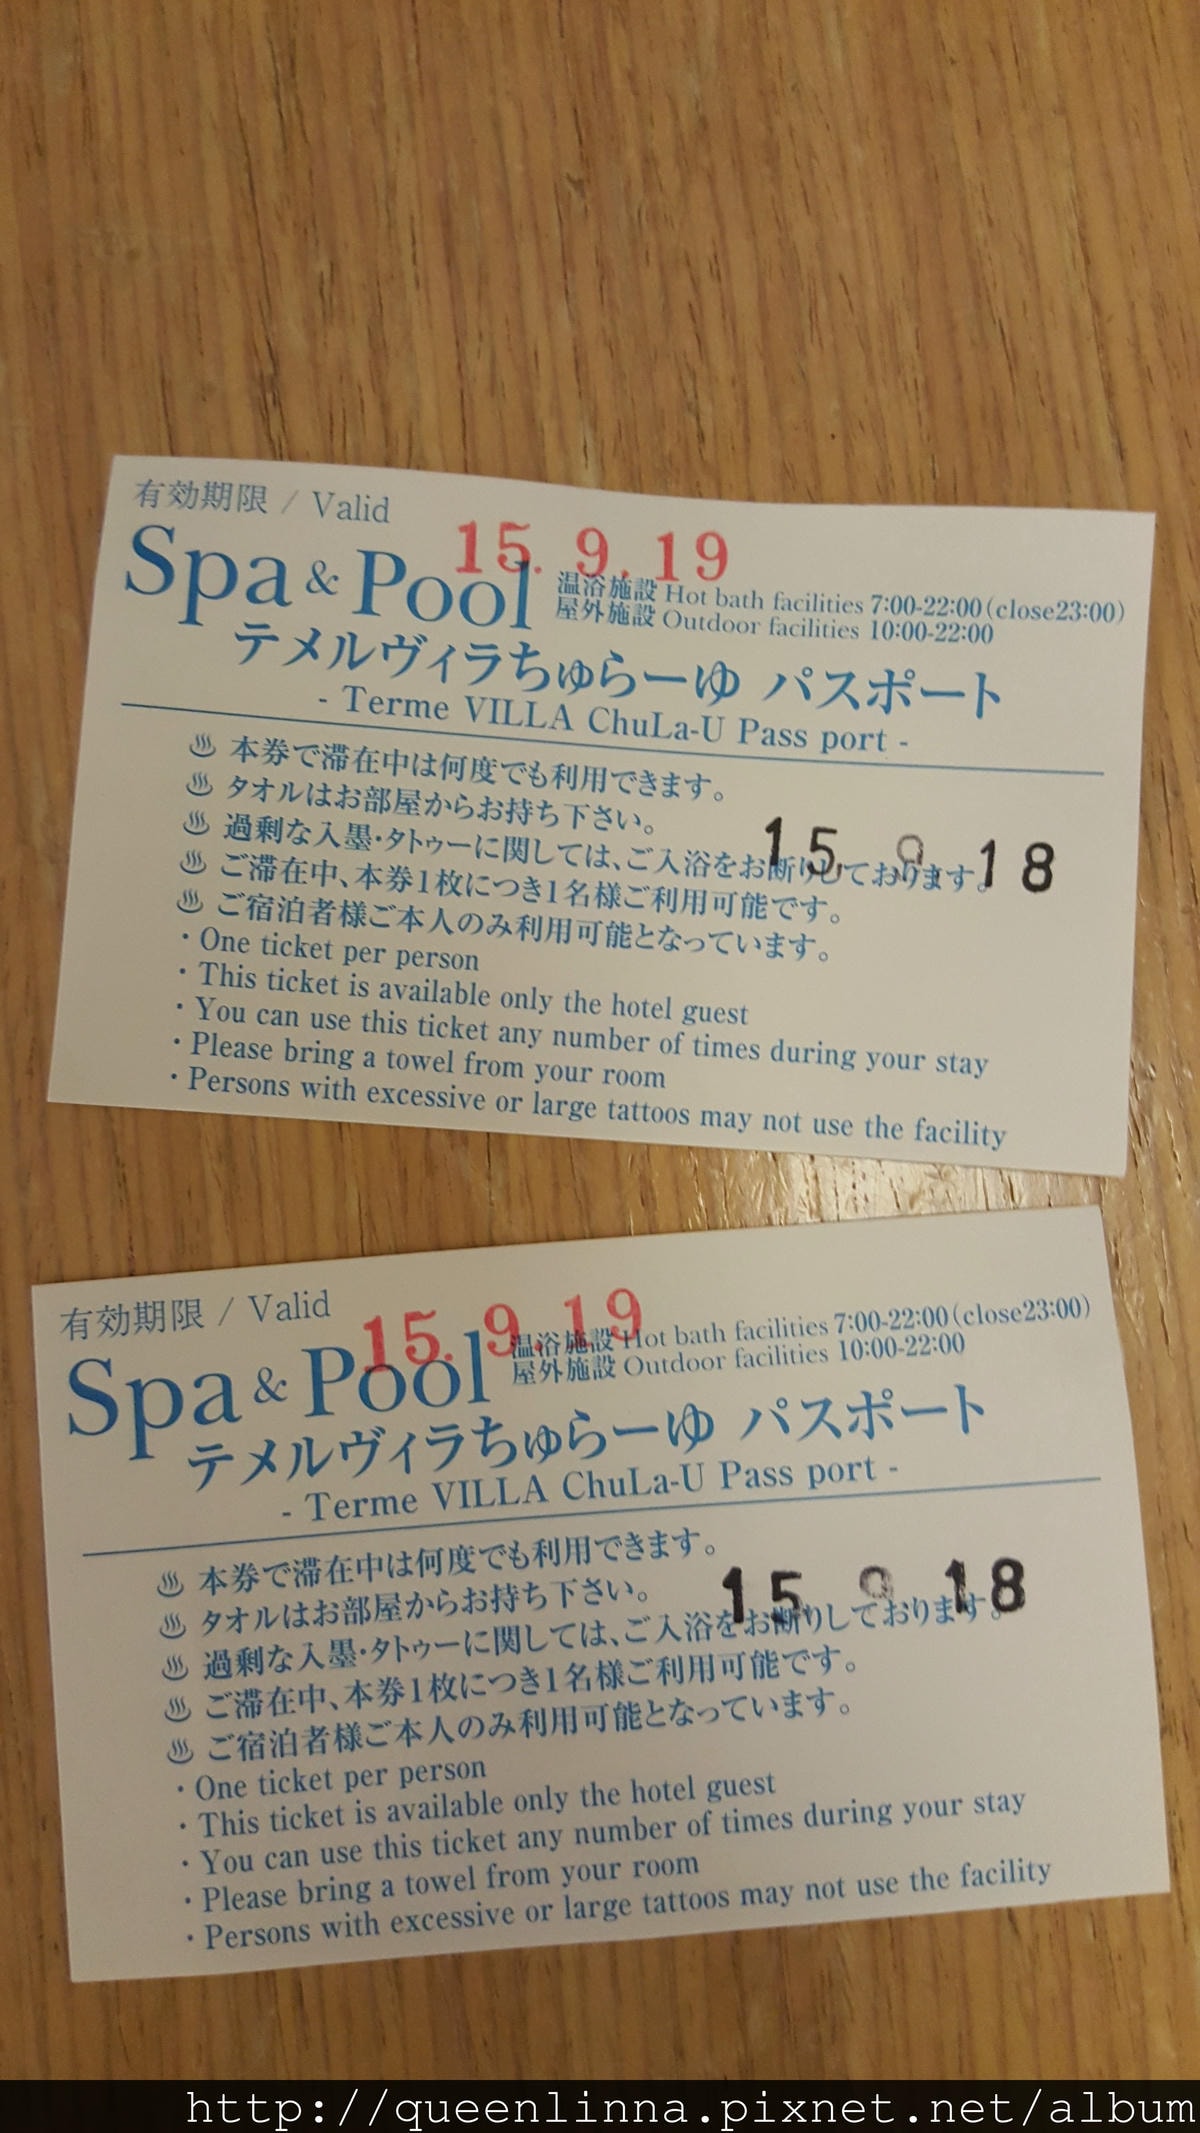 有効期限 / Valid
15. 9. 19
Spa & Pool
温浴施設 Hot bath facilities 7:00-22:00(close23:00)
屋外施設 Outdoor facilities 10:00-22:00
テメルヴィラちゅらーゆ パスポート
- Terme VILLA ChuLa-U Pass port -
♨ 本券で滞在中は何度でも利用できます。
♨ タオルはお部屋からお持ち下さい。
15. 9. 18
♨ 過剰な入墨・タトゥーに関しては、ご入浴をお断りしております。
♨ ご滞在中、本券1枚につき1名様ご利用可能です。
♨ ご宿泊者様ご本人のみ利用可能となっています。
・One ticket per person
・This ticket is available only the hotel guest
・You can use this ticket any number of times during your stay
・Please bring a towel from your room
・Persons with excessive or large tattoos may not use the facility
有効期限 / Valid
15. 9. 19
Spa & Pool
温浴施設 Hot bath facilities 7:00-22:00(close23:00)
屋外施設 Outdoor facilities 10:00-22:00
テメルヴィラちゅらーゆ パスポート
- Terme VILLA ChuLa-U Pass port -
♨ 本券で滞在中は何度でも利用できます。
♨ タオルはお部屋からお持ち下さい。
15. 9. 18
♨ 過剰な入墨・タトゥーに関しては、ご入浴をお断りしております。
♨ ご滞在中、本券1枚につき1名様ご利用可能です。
♨ ご宿泊者様ご本人のみ利用可能となっています。
・One ticket per person
・This ticket is available only the hotel guest
・You can use this ticket any number of times during your stay
・Please bring a towel from your room
・Persons with excessive or large tattoos may not use the facility
http://queenlinna.pixnet.net/album